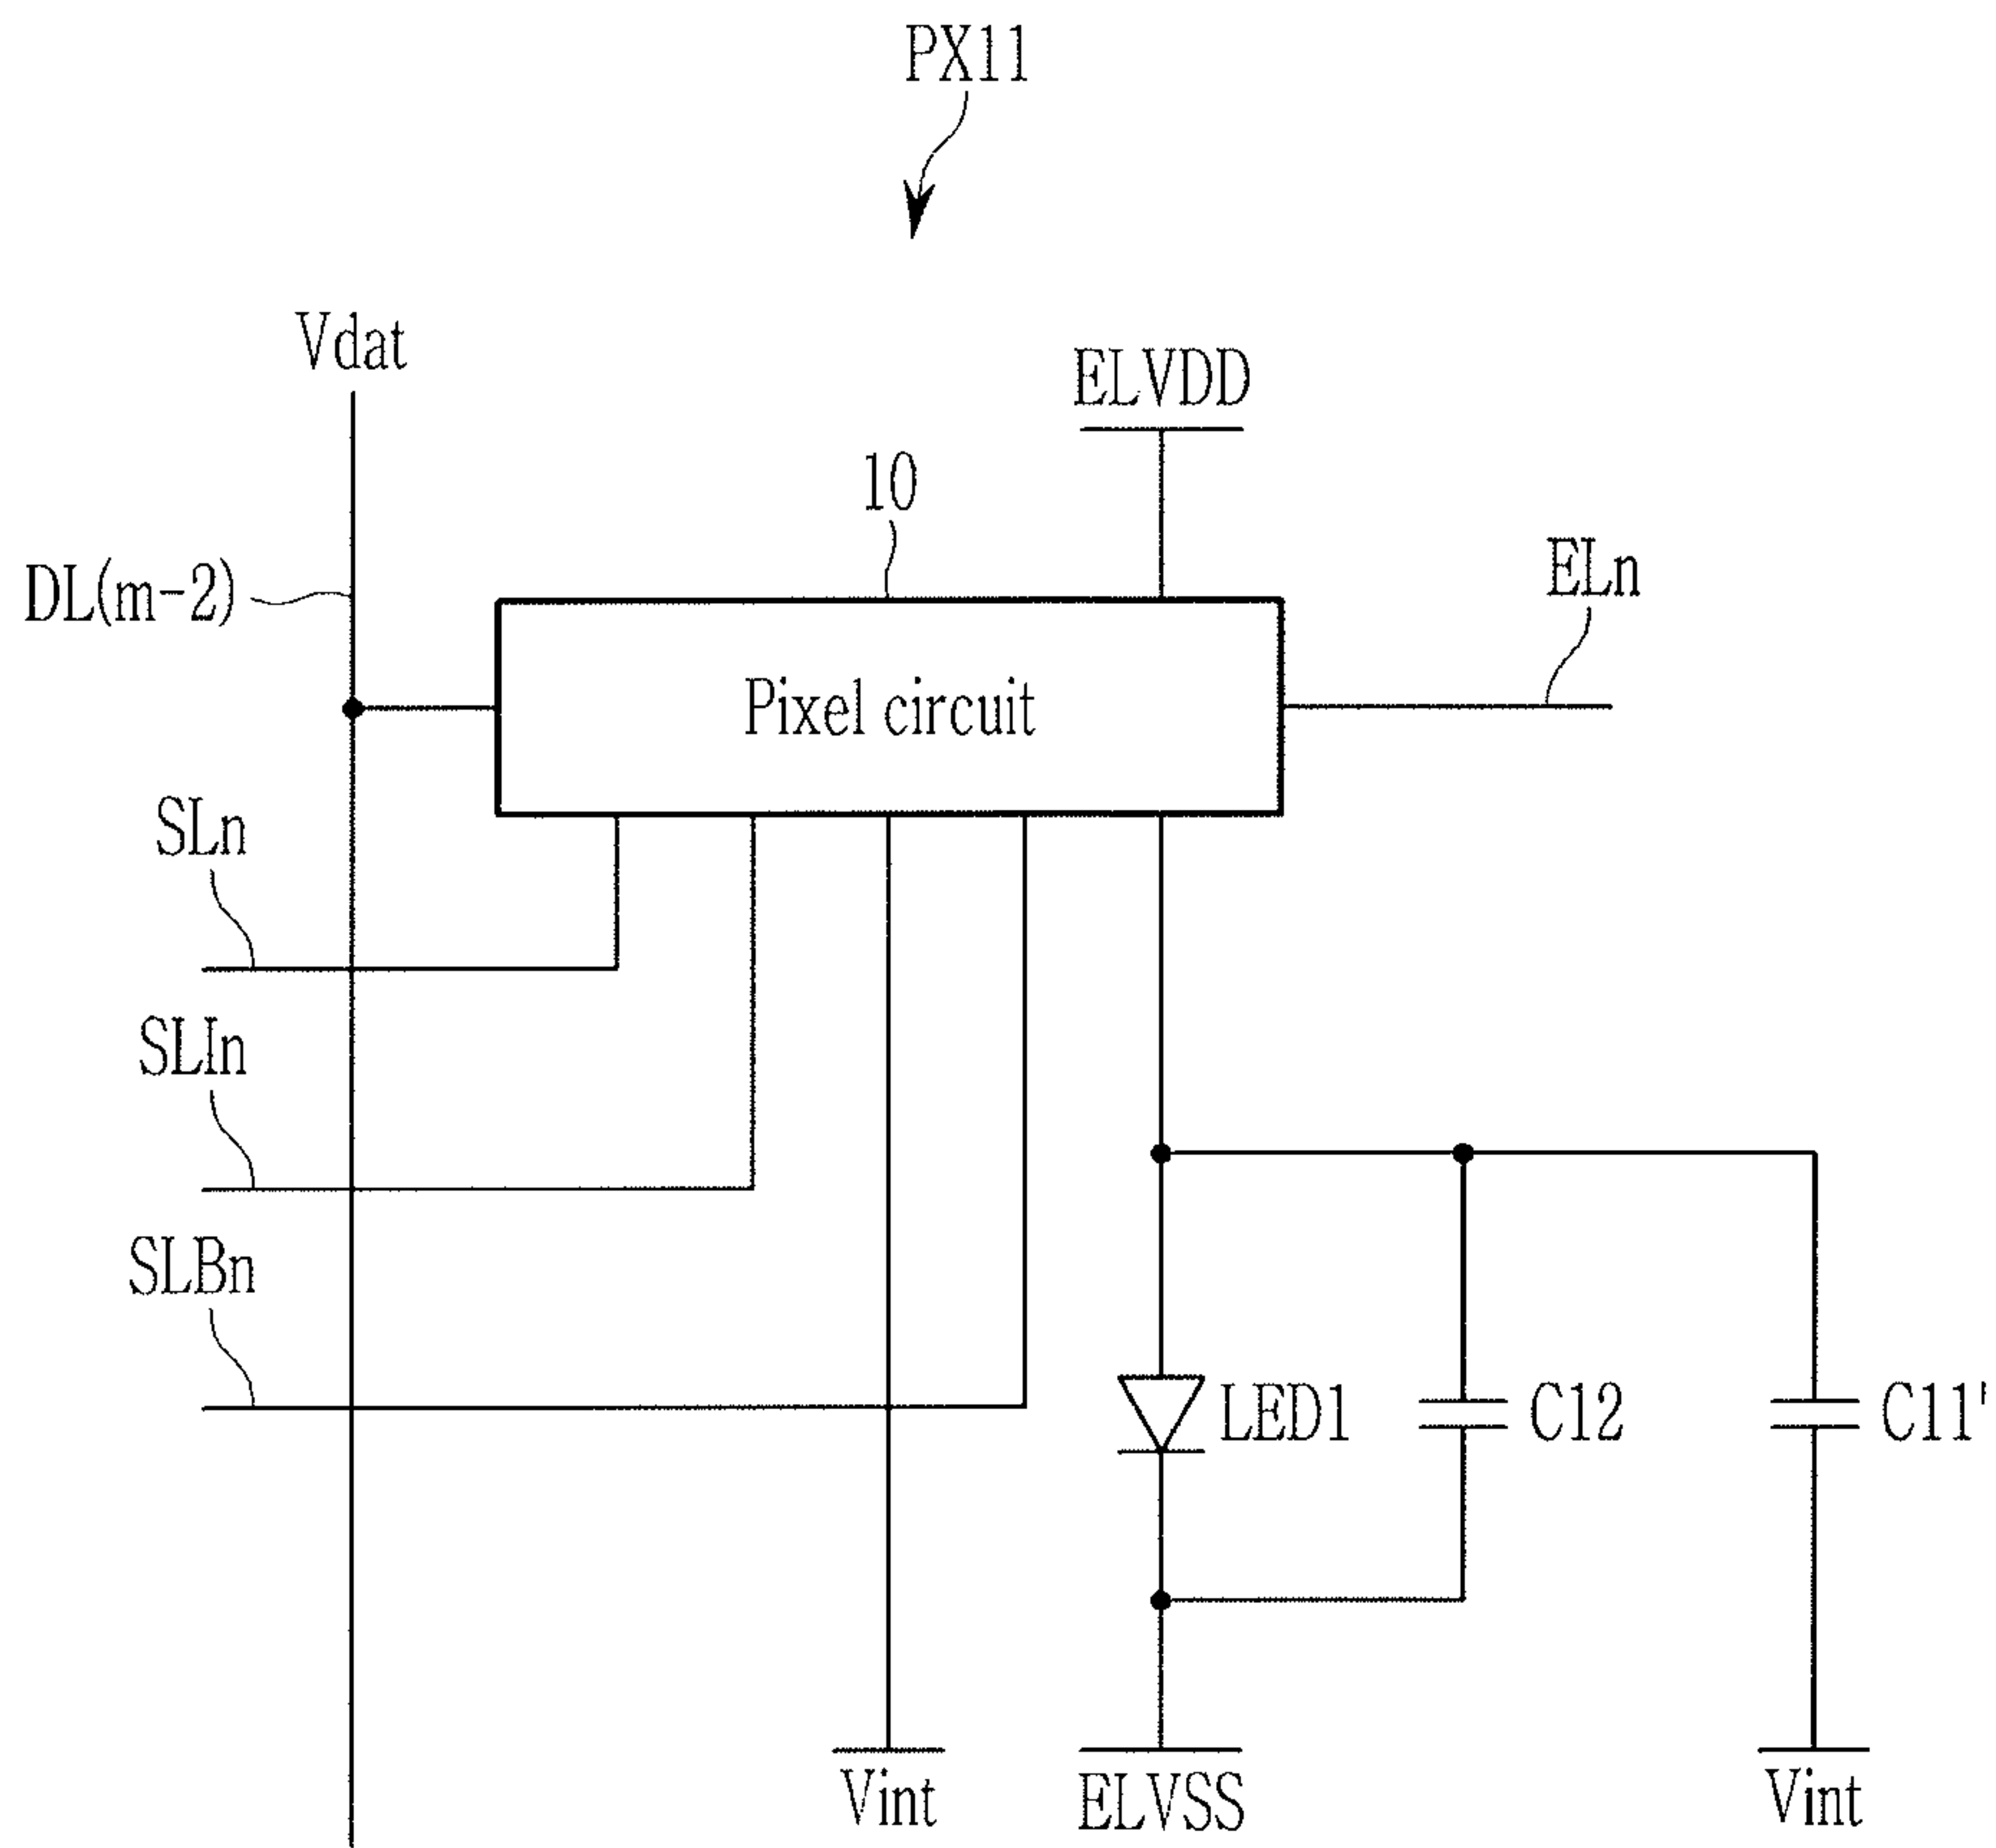 PX11
Vdat
ELVDD
10
DL(m-2)
ELn
Pixel circuit
SLn
SLIn
SLBn
LED1
C12
C11'
Vint
ELVSS
Vint